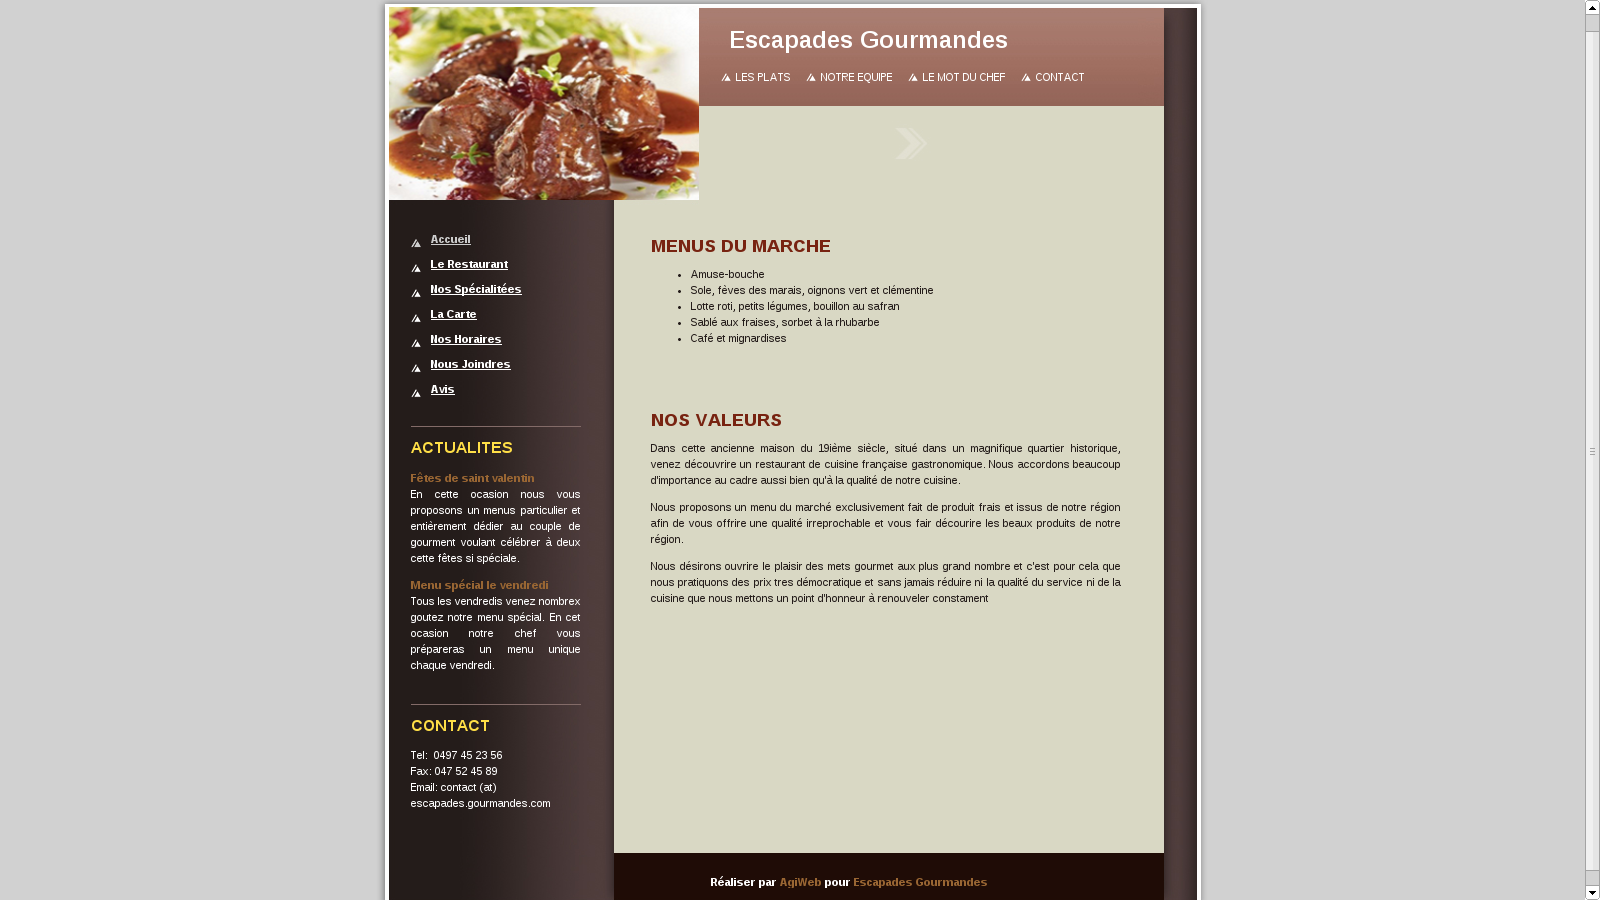 Escapades Gourmandes
LES PLATS NOTRE EQUIPE LE MOT DU CHEF CONTACT
Accueil
Le Restaurant
Nos Spécialitées
La Carte
Nos Horaires
Nous Joindres
Avis
ACTUALITES
Fêtes de saint valentin
En cette ocasion nous vous
proposons un menus particulier et
entièrement dédier au couple de
gourment voulant célébrer à deux
cette fêtes si spéciale.
Menu spécial le vendredi
Tous les vendredis venez nombrex
goutez notre menu spécial. En cet
ocasion notre chef vous
prépareras un menu unique
chaque vendredi.
CONTACT
Tel: 0497 45 23 56
Fax: 047 52 45 89
Email: contact (at)
escapades.gourmandes.com
MENUS DU MARCHE
Amuse-bouche
Sole, fèves des marais, oignons vert et clémentine
Lotte roti, petits légumes, bouillon au safran
Sablé aux fraises, sorbet à la rhubarbe
Café et mignardises
NOS VALEURS
Dans cette ancienne maison du 19ième siècle, situé dans un magnifique quartier historique,
venez découvrire un restaurant de cuisine française gastronomique. Nous accordons beaucoup
d'importance au cadre aussi bien qu'à la qualité de notre cuisine.
Nous proposons un menu du marché exclusivement fait de produit frais et issus de notre région
afin de vous offrire une qualité irreprochable et vous fair décourire les beaux produits de notre
région.
Nous désirons ouvrire le plaisir des mets gourmet aux plus grand nombre et c'est pour cela que
nous pratiquons des prix tres démocratique et sans jamais réduire ni la qualité du service ni de la
cuisine que nous mettons un point d'honneur à renouveler constament
Réaliser par AgiWeb pour Escapades Gourmandes